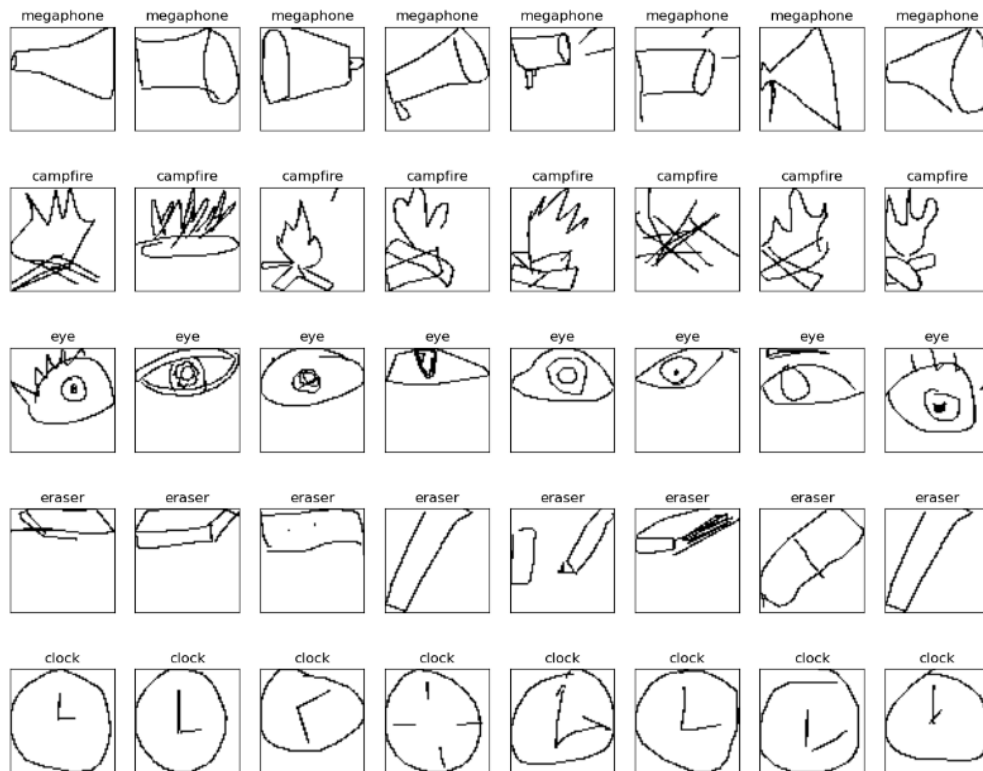 megaphone megaphone megaphone megaphone megaphone megaphone megaphone megaphone
campfire campfire campfire campfire campfire campfire campfire campfire
eye eye eye eye eye eye eye eye
eraser eraser eraser eraser eraser eraser eraser eraser
clock clock clock clock clock clock clock clock